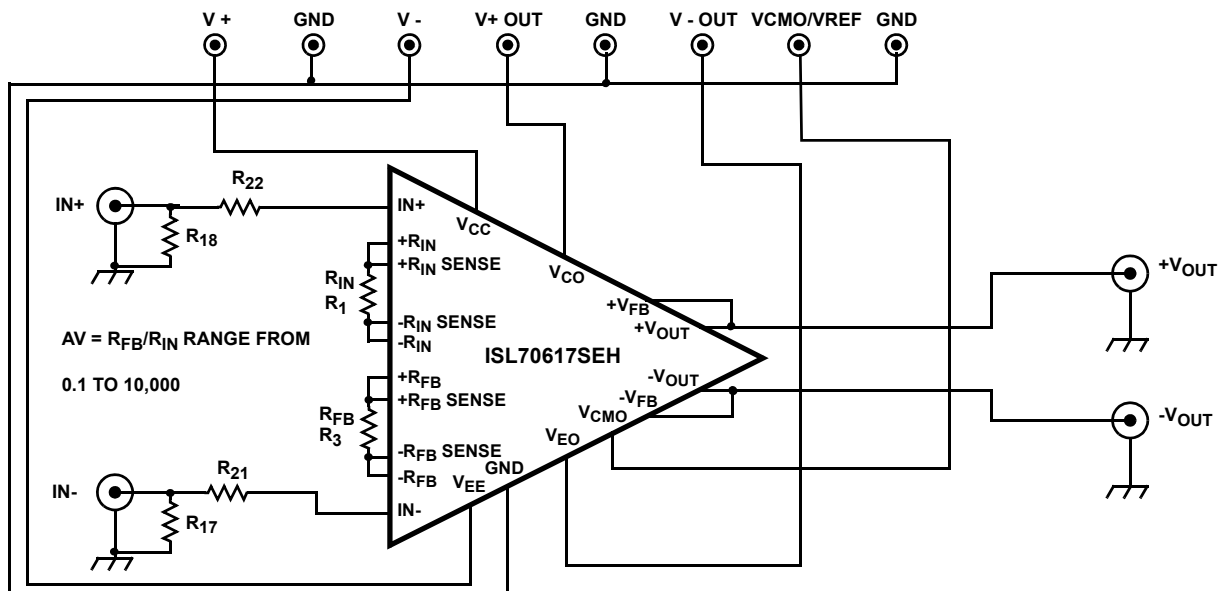 V + GND V - V+ OUT GND V - OUT VCMO/VREF GND
IN+
R22
R18
IN+
VCC
VCO
+RIN
+RIN SENSE
RIN
R1
-RIN SENSE
-RIN
AV = RFB/RIN RANGE FROM
0.1 TO 10,000
ISL70617SEH
+VFB
+VOUT
+VOUT
-VOUT
-VFB
VCMO
VEO
-VOUT
+RFB
+RFB SENSE
RFB
R3
-RFB SENSE
-RFB
GND
VEE
IN-
R21
R17
IN-